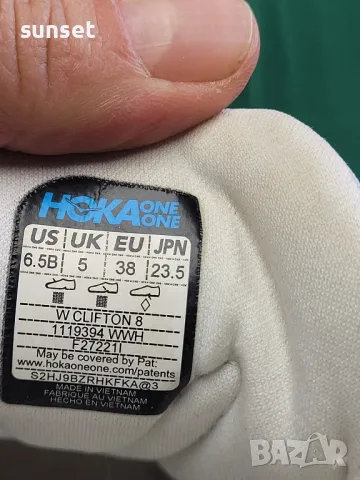 sunset
HOKA ONE ONE
US UK EU JPN
6.5B 5 38 23.5
W CLIFTON 8
1119394 WWH
F27221I
May be covered by Pat:
www.hokaoneone.com/patents
S2HJ9BZRHKFKA@3
MADE IN VIETNAM
FABRIQUE AU VIETNAM
HECHO EN VIETNAM
BAZAR
bg